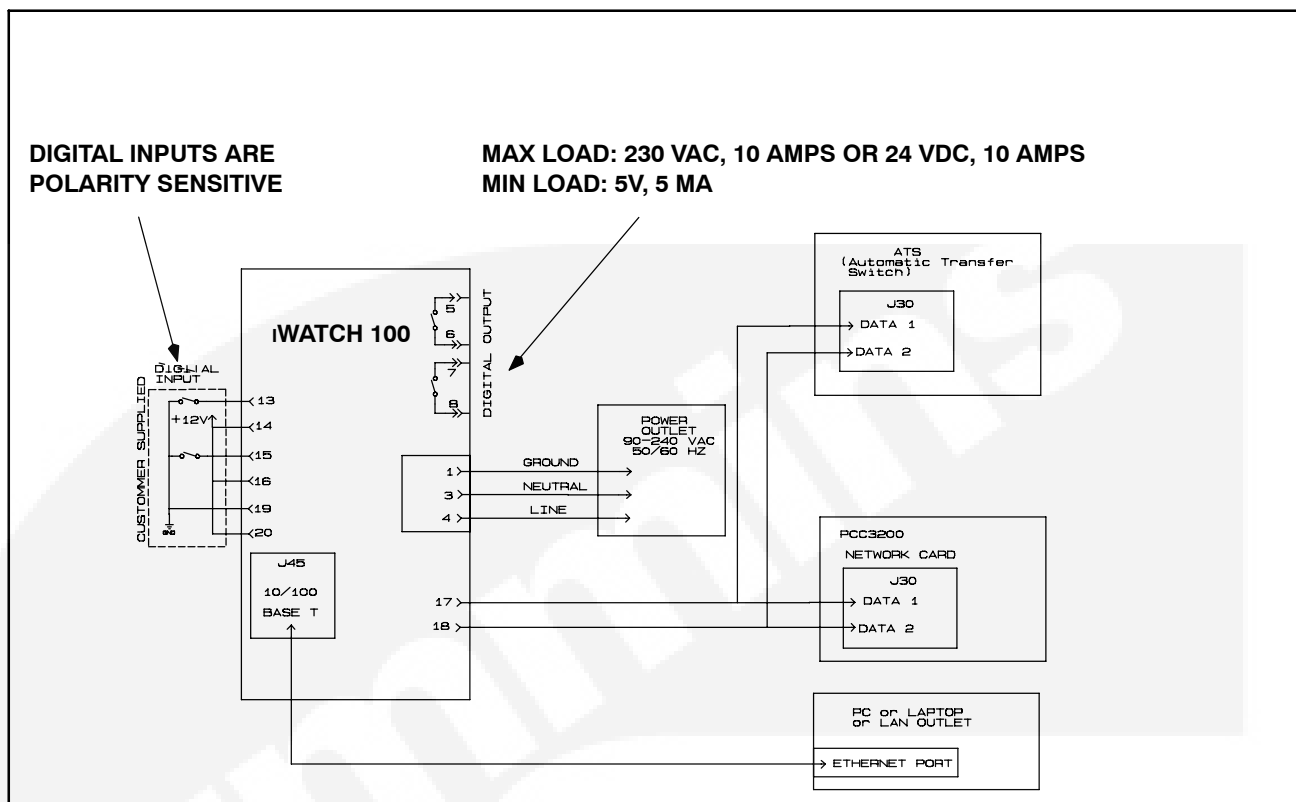 DIGITAL INPUTS ARE
POLARITY SENSITIVE
MAX LOAD: 230 VAC, 10 AMPS OR 24 VDC, 10 AMPS
MIN LOAD: 5V, 5 MA
iWATCH 100
5
6
7
8
DIGITAL OUTPUT
DIGITAL OUTPUT
DIGITAL
INPUT
CUSTOMMER SUPPLIED
+12V
GND
13
14
15
16
19
20
J45
10/100
BASE T
1
3
4
17
18
GROUND
NEUTRAL
LINE
POWER
OUTLET
90-240 VAC
50/60 HZ
ATS
(Automatic Transfer
Switch)
J30
DATA 1
DATA 2
PCC3200
NETWORK CARD
J30
DATA 1
DATA 2
PC or LAPTOP
or LAN OUTLET
ETHERNET PORT